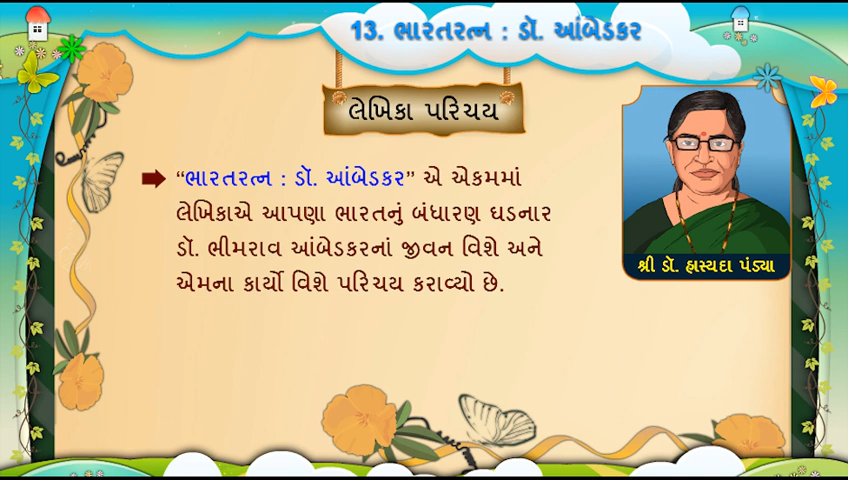 13. ભારતરત્ન : ડૉ. આંબેડકર
લેખિકા પરિચય
“ભારતરત્ન : ડૉ. આંબેડકર” એ એકમમાં
લેખિકાએ આપણા ભારતનું બંધારણ ઘડનાર
ડૉ. ભીમરાવ આંબેડકરનાં જીવન વિશે અને
એમના કાર્યો વિશે પરિચય કરાવ્યો છે.
શ્રી ડૉ. હાસ્યદા પંડ્યા